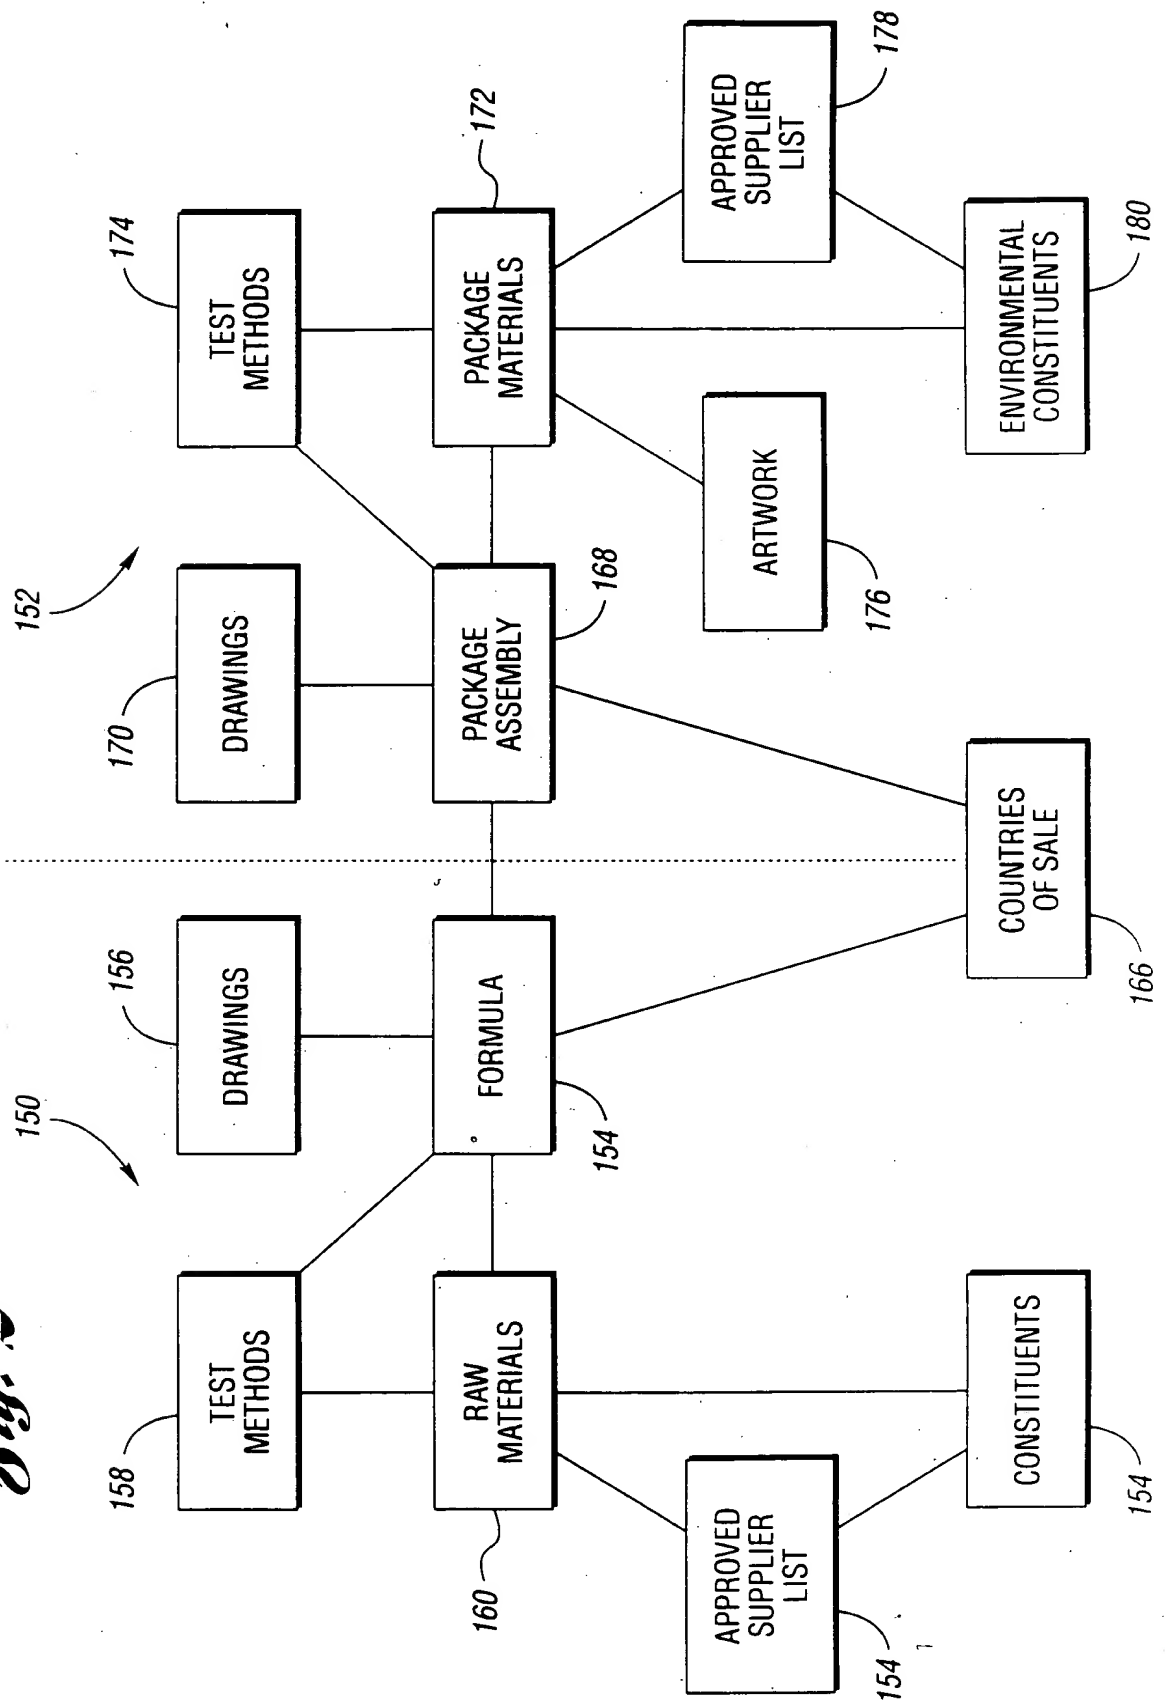 150
152
158
156
170
174
TEST
METHODS
DRAWINGS
DRAWINGS
TEST
METHODS
160
RAW
MATERIALS
FORMULA
154
PACKAGE
ASSEMBLY
168
PACKAGE
MATERIALS
172
154
APPROVED
SUPPLIER
LIST
176
ARTWORK
APPROVED
SUPPLIER
LIST
178
154
CONSTITUENTS
166
COUNTRIES
OF SALE
ENVIRONMENTAL
CONSTITUENTS
180